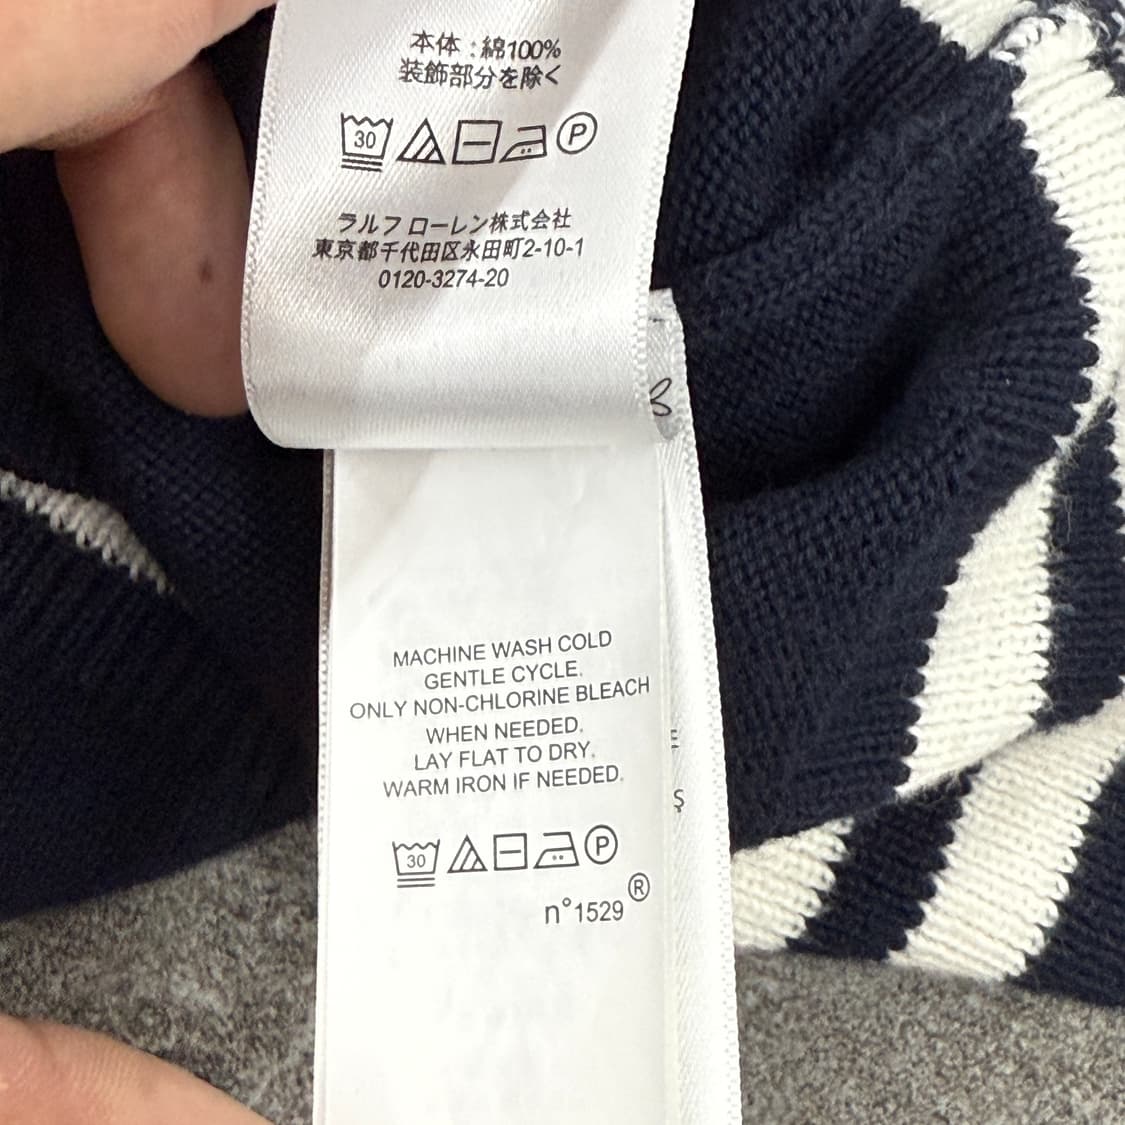 本体:綿100%
装飾部分を除く
30 P
ラルフ ローレン株式会社
東京都千代田区永田町2-10-1
0120-3274-20
MACHINE WASH COLD
GENTLE CYCLE.
ONLY NON-CHLORINE BLEACH
WHEN NEEDED.
LAY FLAT TO DRY.
WARM IRON IF NEEDED.
30 P
n°1529®